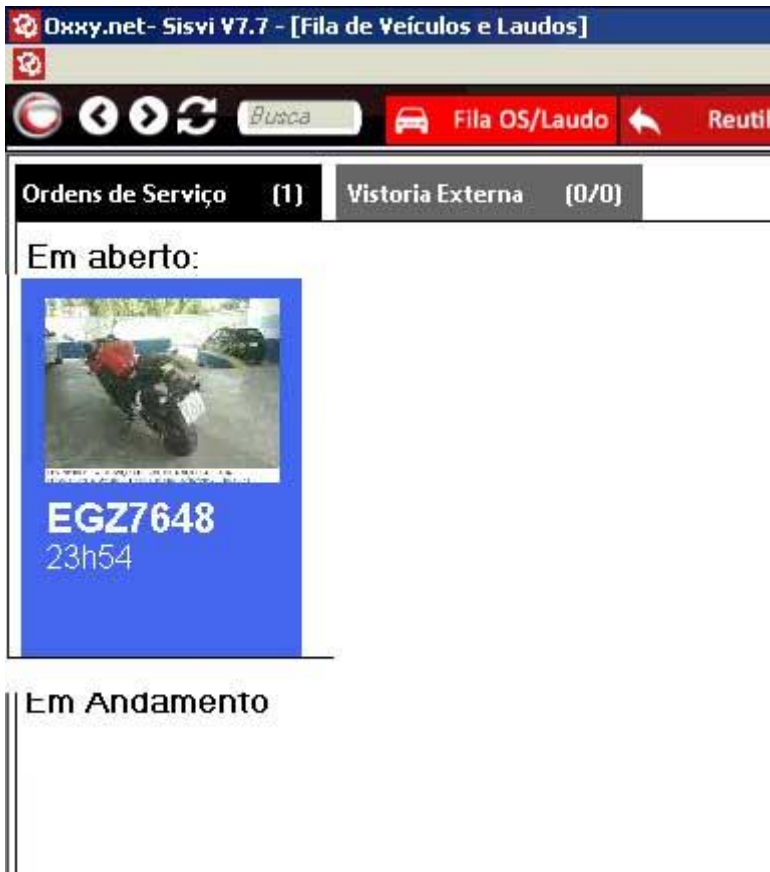 Oxxy.net- Sisvi V7.7 - [Fila de Veículos e Laudos]
Busca
Fila OS/Laudo
Reutil
Ordens de Serviço (1)
Vistoria Externa (0/0)
Em aberto:
EGZ7648
23h54
Em Andamento